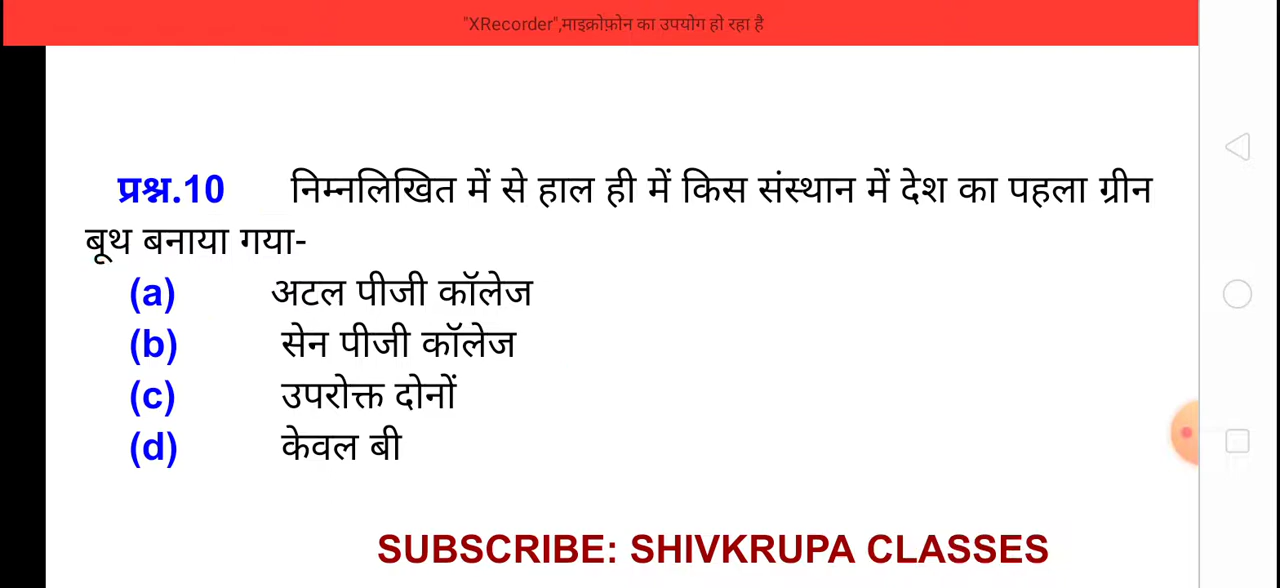 "XRecorder",माइक्रोफ़ोन का उपयोग हो रहा है
प्रश्न.10 निम्नलिखित में से हाल ही में किस संस्थान में देश का पहला ग्रीन
बूथ बनाया गया-
(a) अटल पीजी कॉलेज
(b) सेन पीजी कॉलेज
(c) उपरोक्त दोनों
(d) केवल बी
SUBSCRIBE: SHIVKRUPA CLASSES